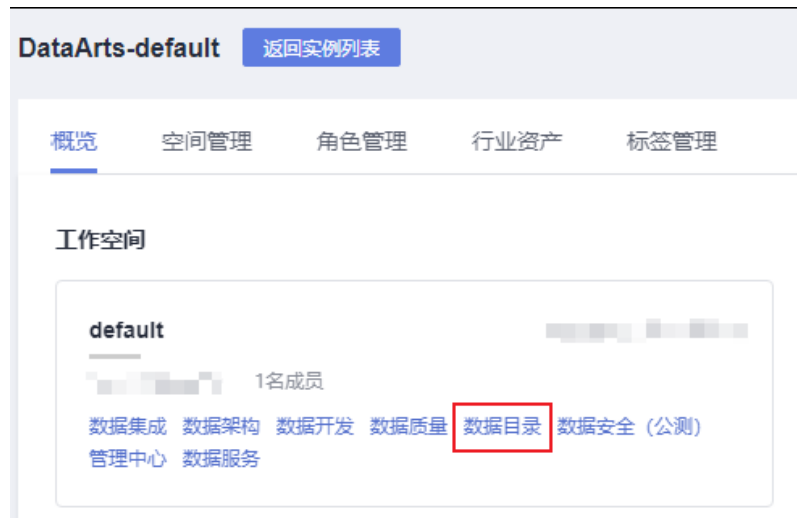 DataArts-default 返回实例列表
概览 空间管理 角色管理 行业资产 标签管理
工作空间
default
1名成员
数据集成 数据架构 数据开发 数据质量 数据目录 数据安全 (公测)
管理中心 数据服务